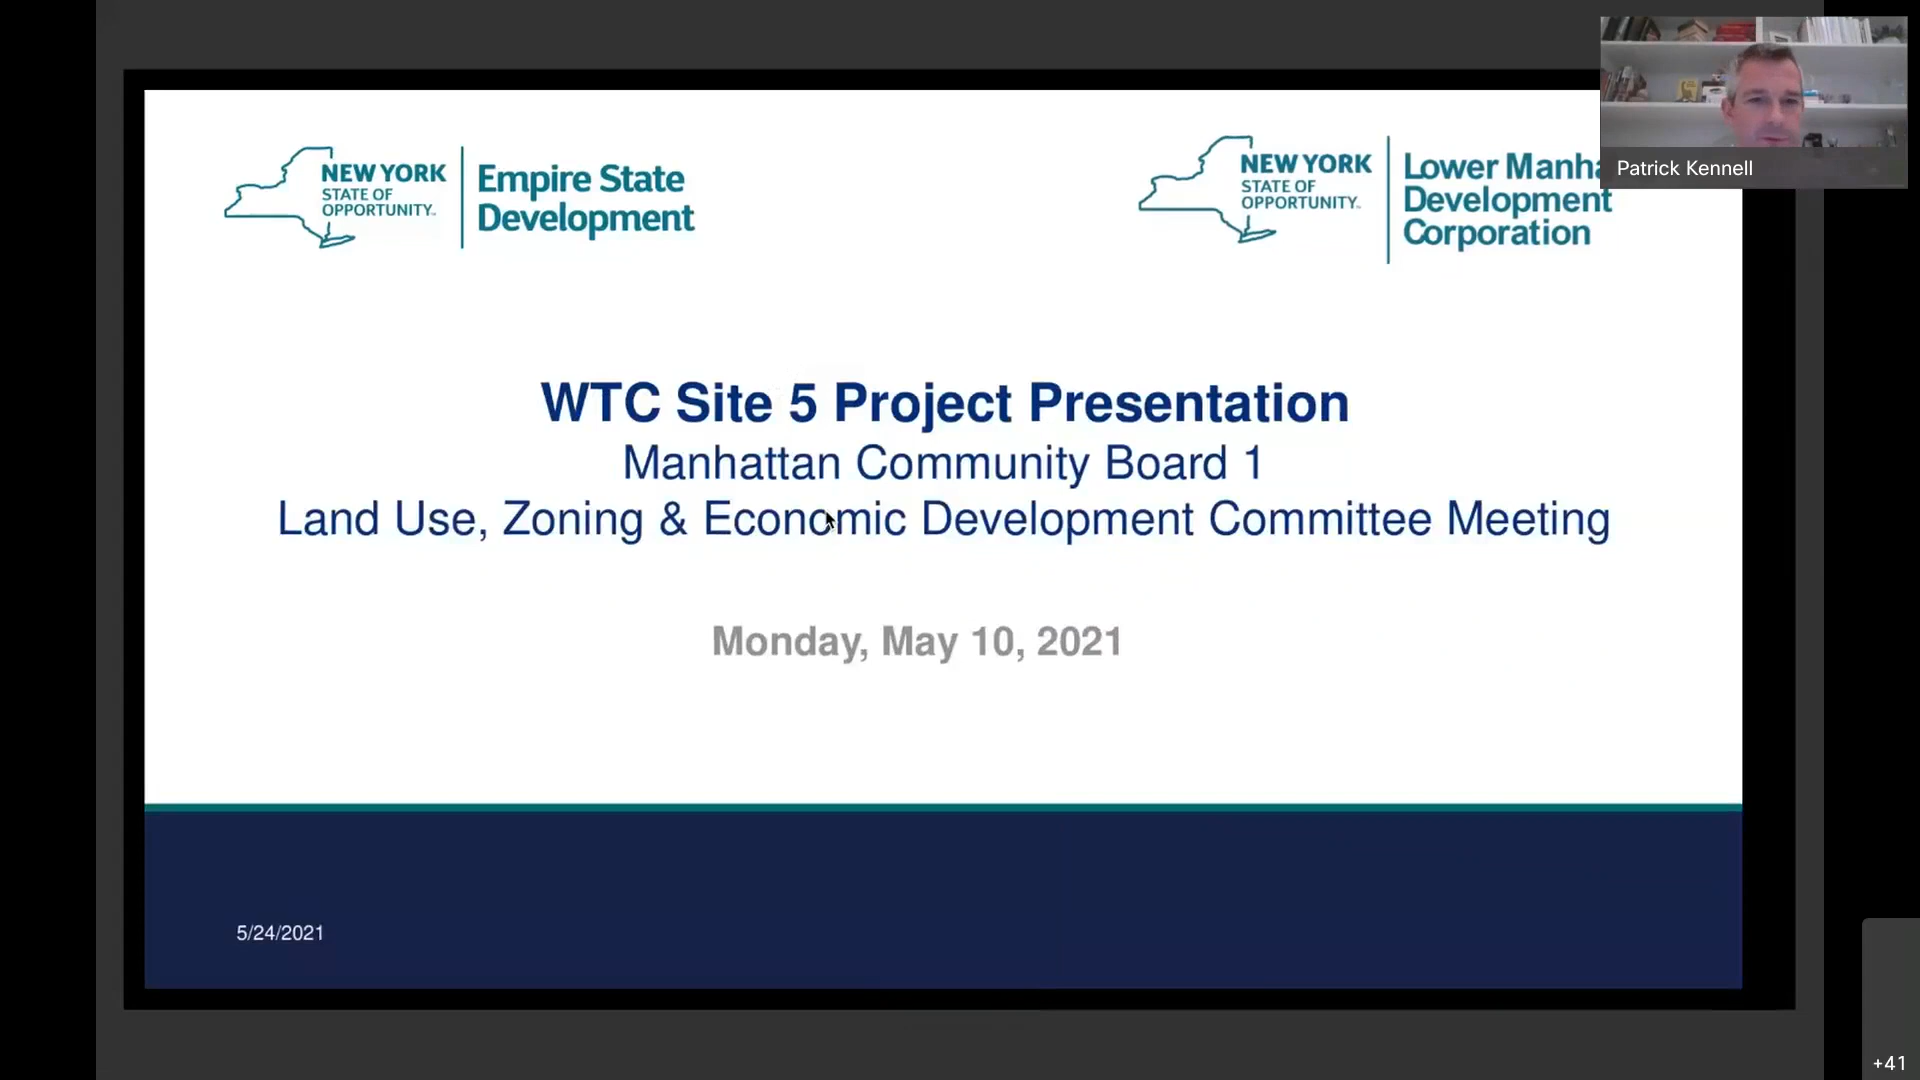 NEW YORK
STATE OF
OPPORTUNITY.
Empire State
Development
NEW YORK
STATE OF
OPPORTUNITY.
Lower Manha
Development
Corporation
Patrick Kennell
WTC Site 5 Project Presentation
Manhattan Community Board 1
Land Use, Zoning & Economic Development Committee Meeting
Monday, May 10, 2021
5/24/2021
+41